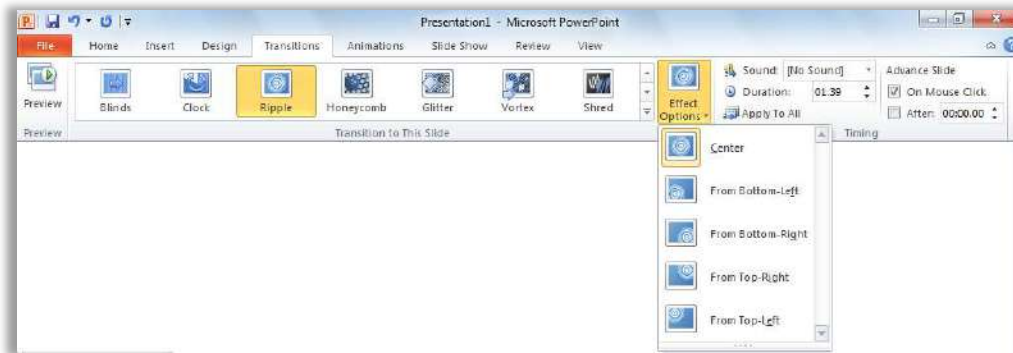 Presentation1 - Microsoft PowerPoint
File Home Insert Design Transitions Animations Slide Show Review View
Preview
Blinds Clock Ripple Honeycomb Glitter Vortex Shred
Effect Options
Sound: [No Sound]
Duration: 01.39
Apply To All
Advance Slide
On Mouse Click
After: 00:00.00
Preview Transition to This Slide Timing
Center
From Bottom-Left
From Bottom-Right
From Top-Right
From Top-Left